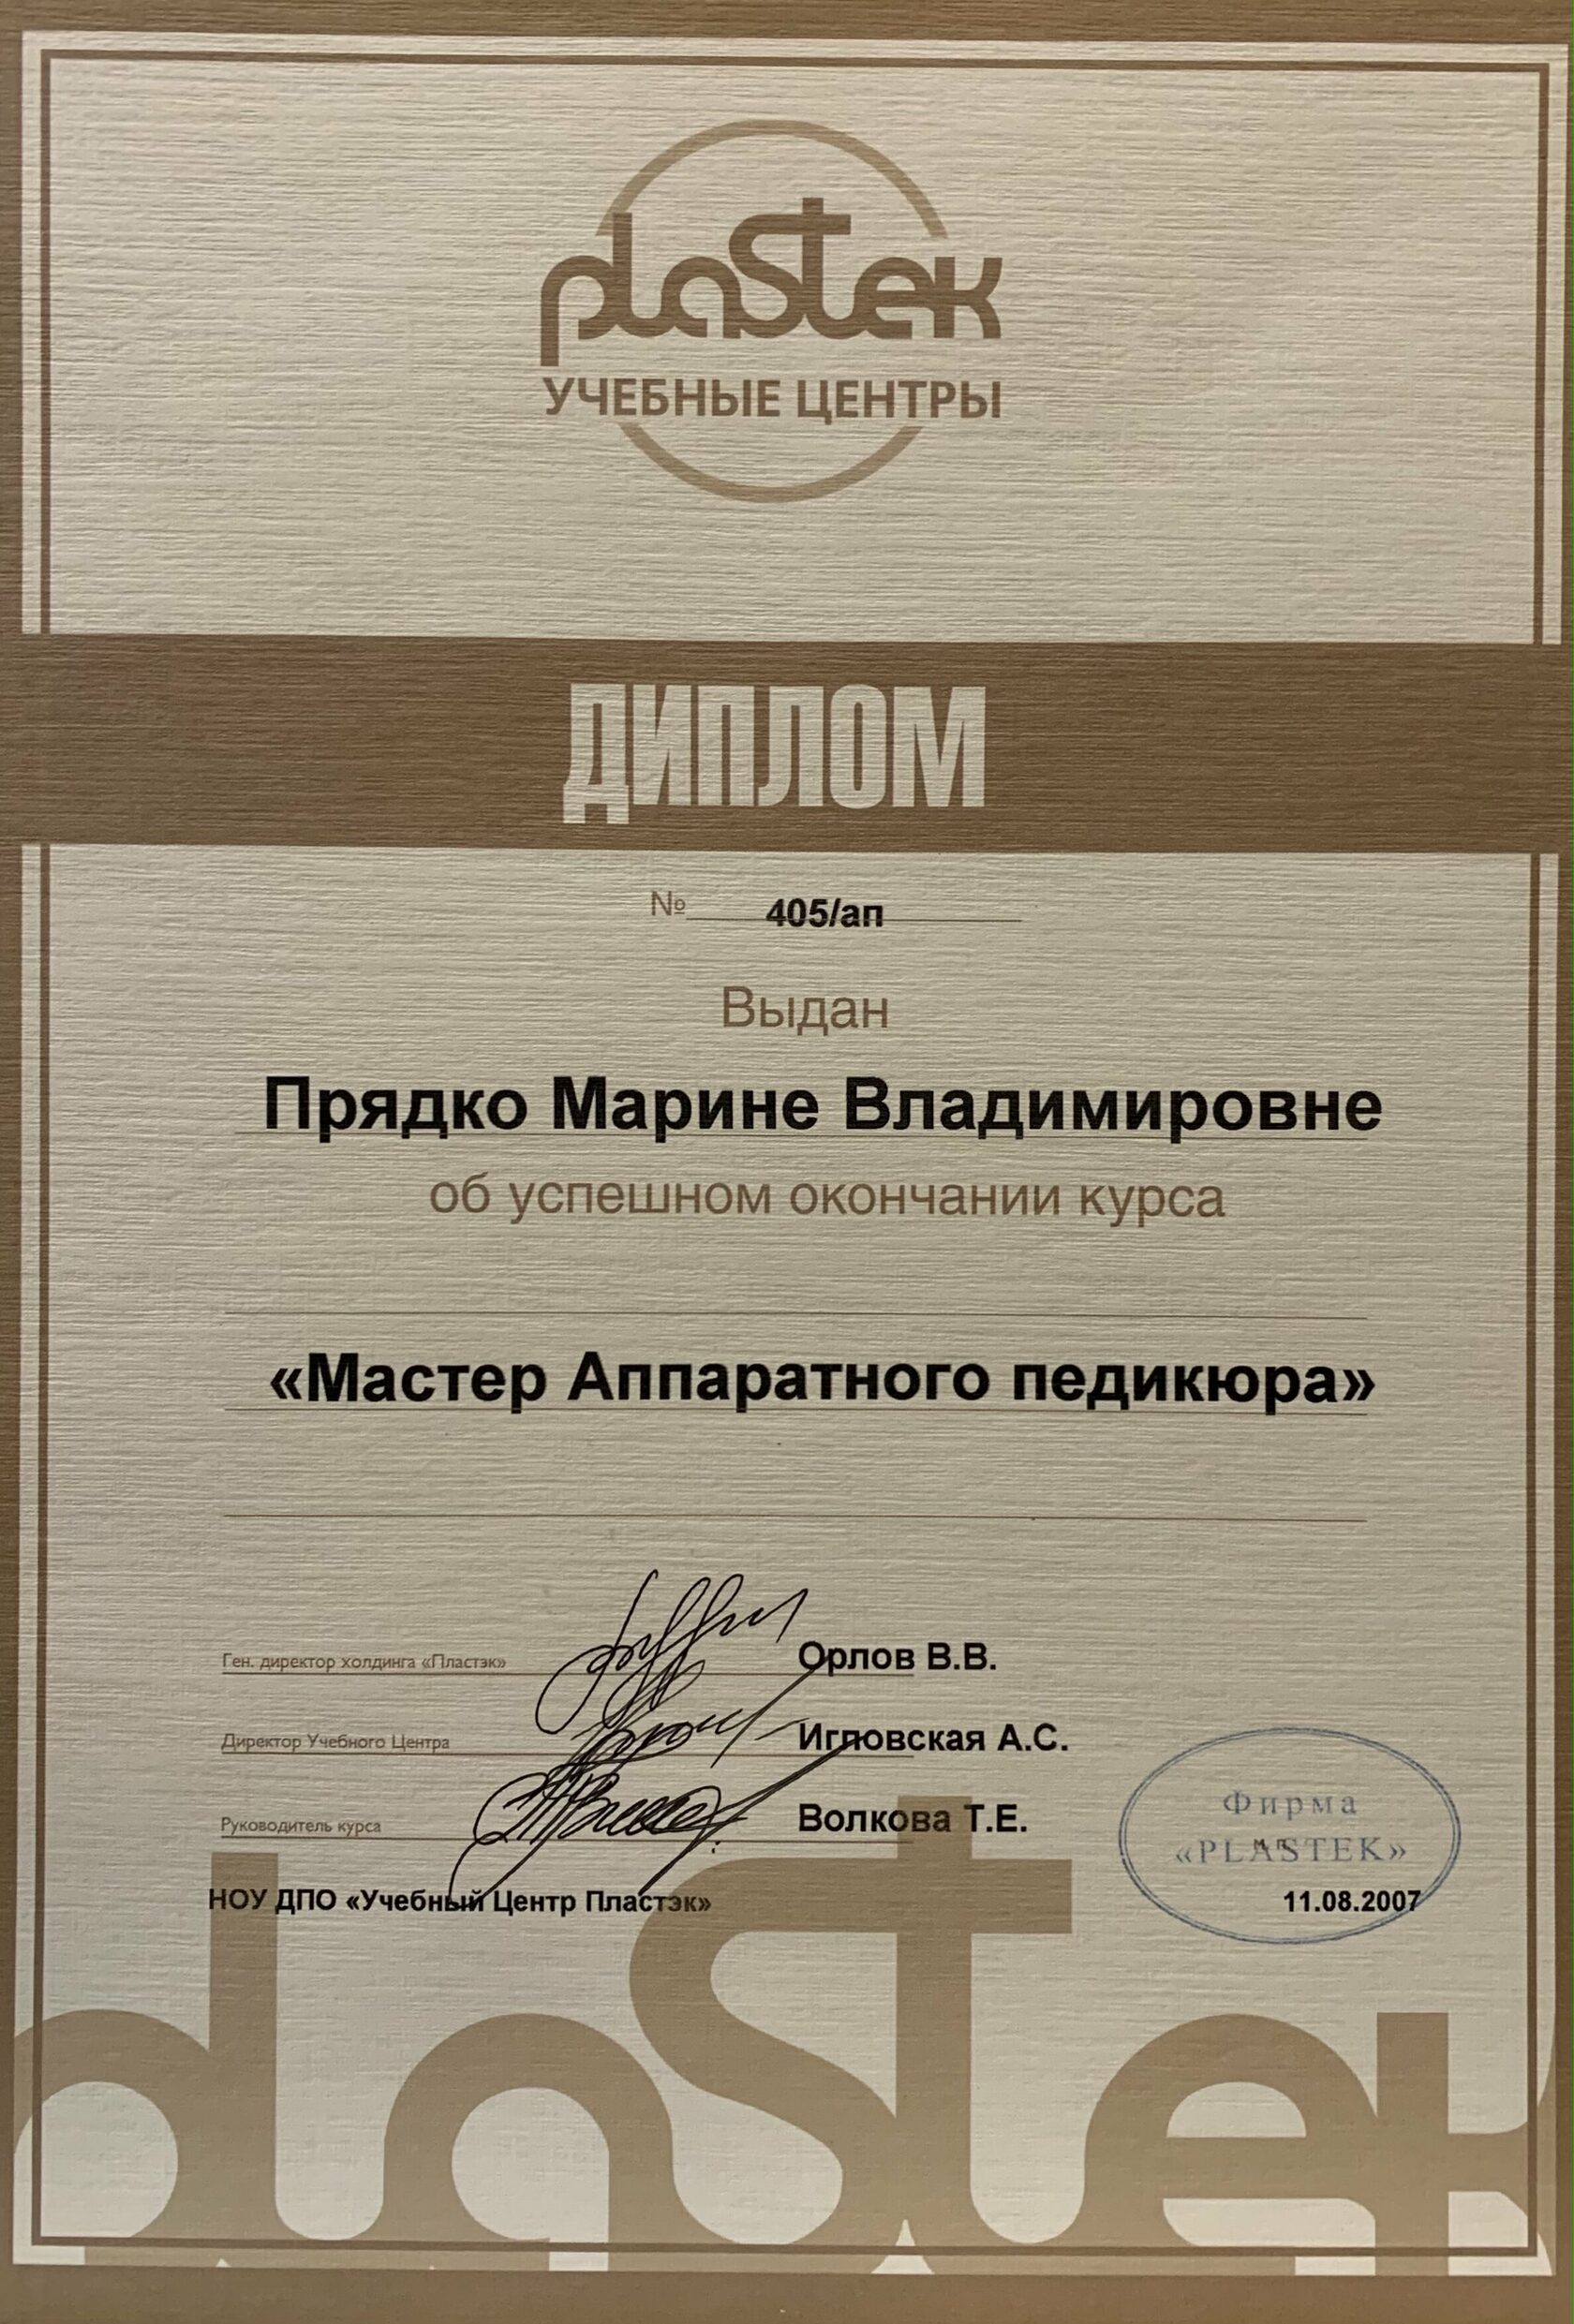 plastek
УЧЕБНЫЕ ЦЕНТРЫ
ДИПЛОМ
№ 405/ап
Выдан
Прядко Марине Владимировне
об успешном окончании курса
«Мастер Аппаратного педикюра»
Ген. директор холдинга «Пластэк» Орлов В.В.
Директор Учебного Центра Игловская А.С.
Руководитель курса Волкова Т.Е.
Фирма
«PLASTEK»
М.П.
НОУ ДПО «Учебный Центр Пластэк» 11.08.2007
plastek